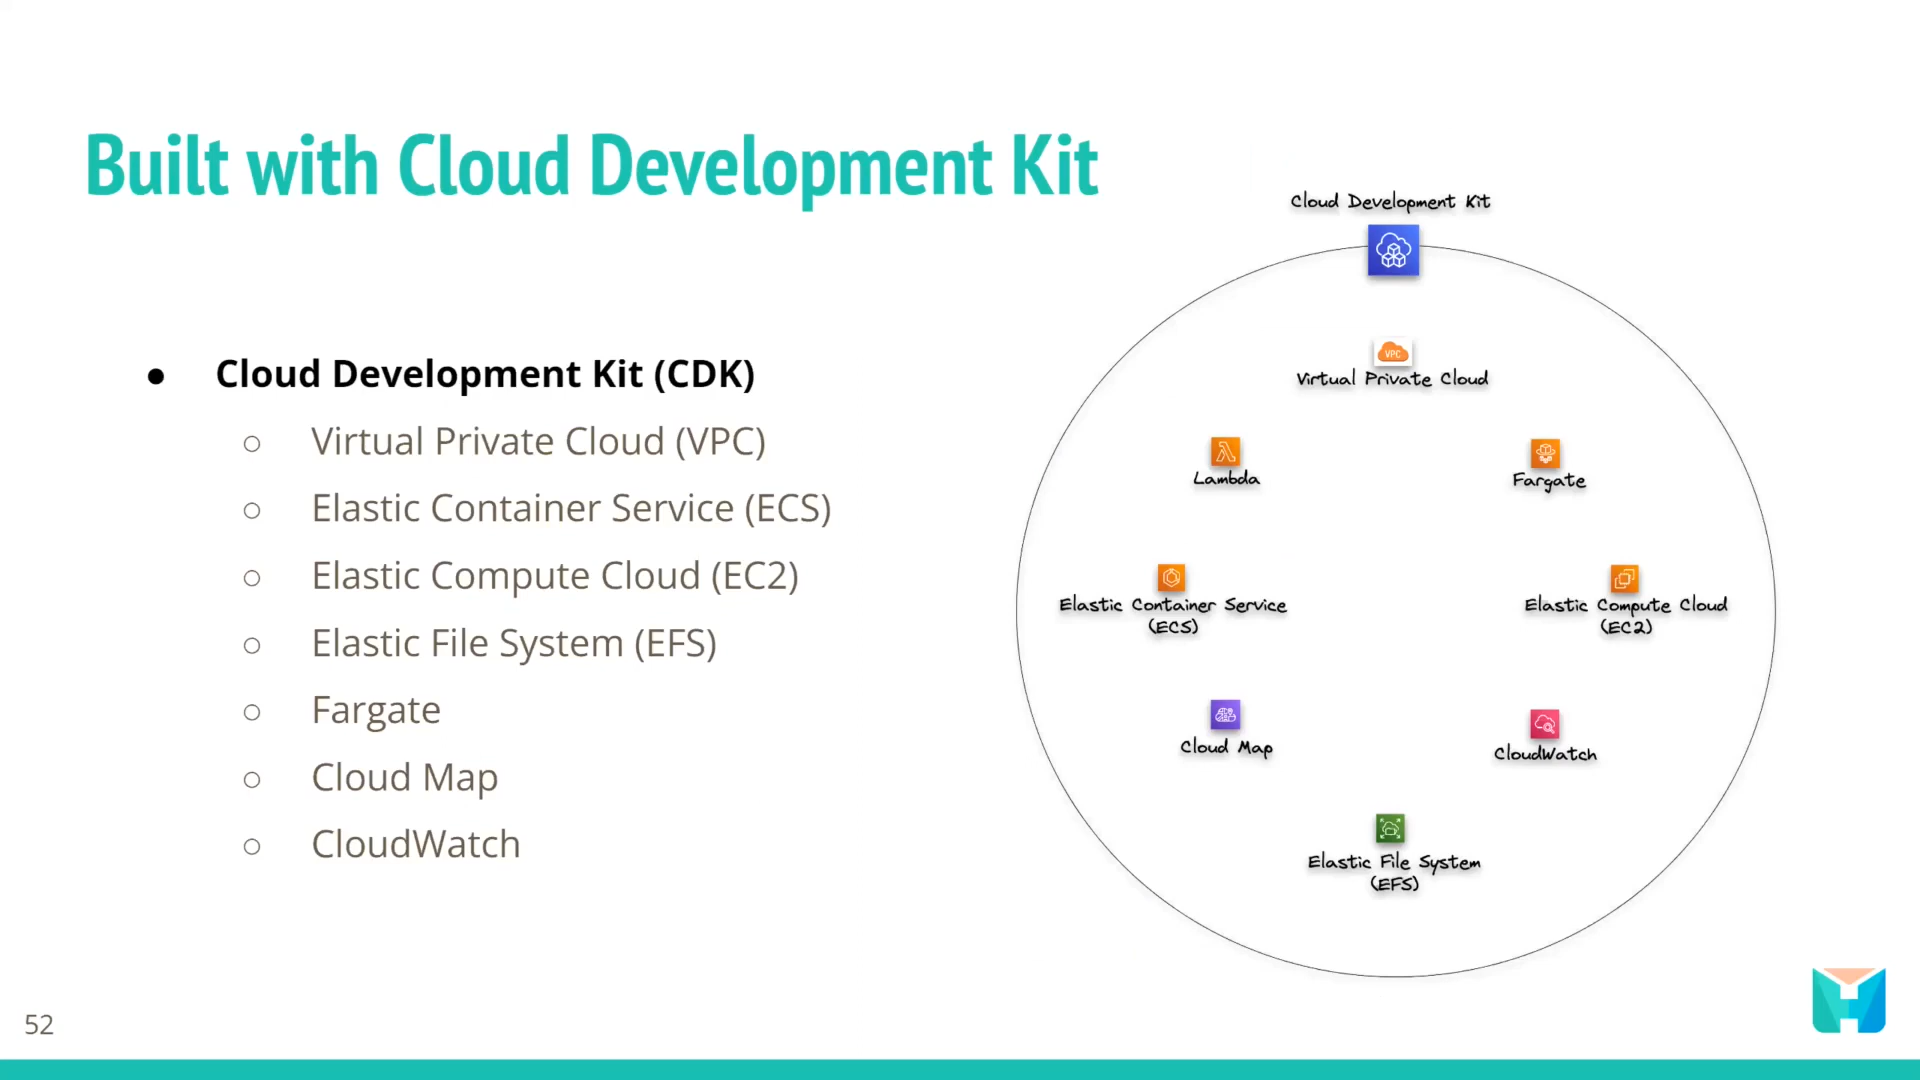 Built with Cloud Development Kit
● Cloud Development Kit (CDK)
○ Virtual Private Cloud (VPC)
○ Elastic Container Service (ECS)
○ Elastic Compute Cloud (EC2)
○ Elastic File System (EFS)
○ Fargate
○ Cloud Map
○ CloudWatch
Cloud Development Kit
VPC
Virtual Private Cloud
Lambda
Fargate
Elastic Container Service
(ECS)
Elastic Compute Cloud
(EC2)
Cloud Map
CloudWatch
Elastic File System
(EFS)
52